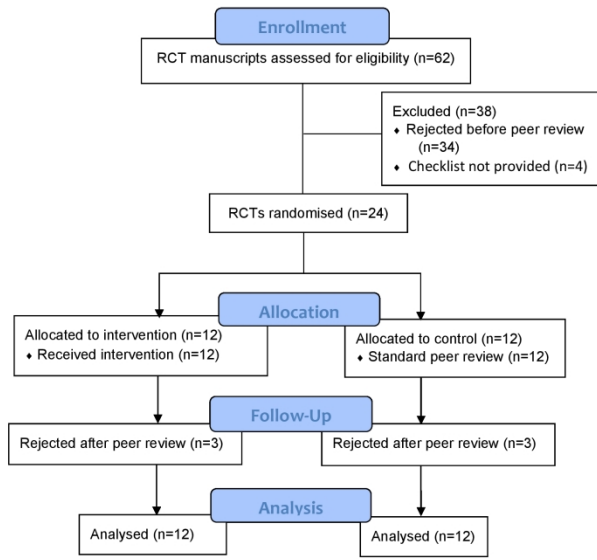 Enrollment
RCT manuscripts assessed for eligibility (n=62)
Excluded (n=38)
♦ Rejected before peer review
(n=34)
♦ Checklist not provided (n=4)
RCTs randomised (n=24)
Allocation
Allocated to intervention (n=12)
♦ Received intervention (n=12)
Allocated to control (n=12)
♦ Standard peer review (n=12)
Follow-Up
Rejected after peer review (n=3)
Rejected after peer review (n=3)
Analysis
Analysed (n=12)
Analysed (n=12)